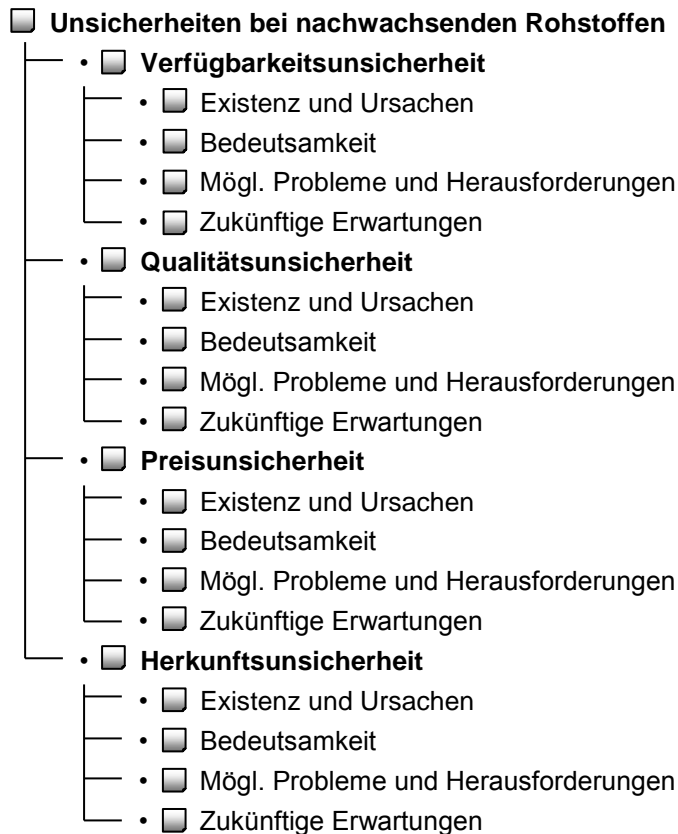 Unsicherheiten bei nachwachsenden Rohstoffen
• Verfügbarkeitsunsicherheit
• Existenz und Ursachen
• Bedeutsamkeit
• Mögl. Probleme und Herausforderungen
• Zukünftige Erwartungen
• Qualitätsunsicherheit
• Existenz und Ursachen
• Bedeutsamkeit
• Mögl. Probleme und Herausforderungen
• Zukünftige Erwartungen
• Preisunsicherheit
• Existenz und Ursachen
• Bedeutsamkeit
• Mögl. Probleme und Herausforderungen
• Zukünftige Erwartungen
• Herkunftsunsicherheit
• Existenz und Ursachen
• Bedeutsamkeit
• Mögl. Probleme und Herausforderungen
• Zukünftige Erwartungen